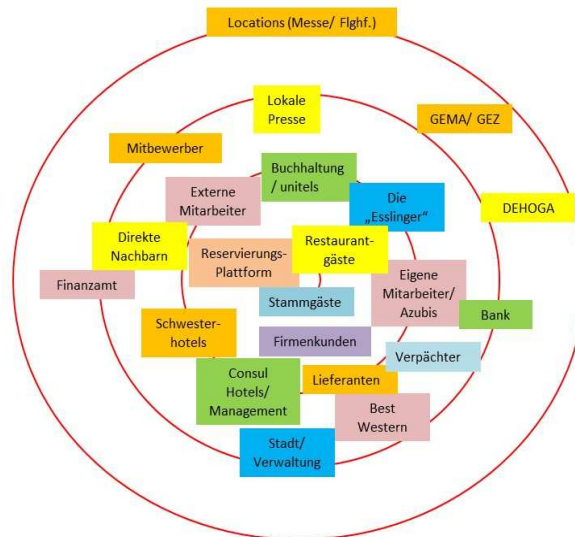 Locations (Messe/ Flghf.)
Lokale
Presse
GEMA/ GEZ
Mitbewerber
Buchhaltung
/ unitels
Externe
Mitarbeiter
Die
„Esslinger“
DEHOGA
Direkte
Nachbarn
Reservierungs-
Plattform
Restaurant-
gäste
Finanzamt
Eigene
Mitarbeiter/
Azubis
Stammgäste
Bank
Schwester-
hotels
Firmenkunden
Verpächter
Consul
Hotels/
Management
Lieferanten
Best
Western
Stadt/
Verwaltung